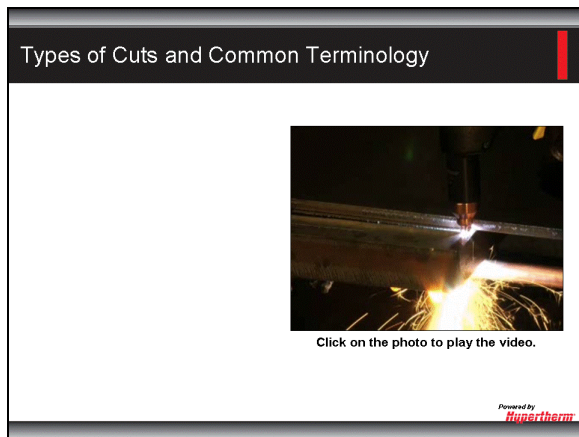 Types of Cuts and Common Terminology
Click on the photo to play the video.
Powered by
Hypertherm